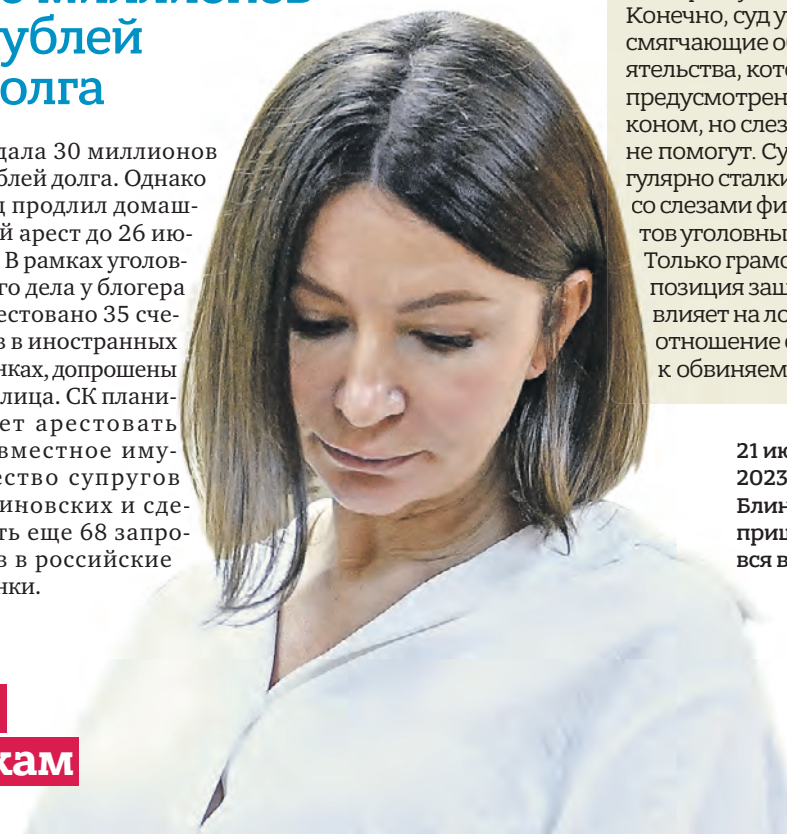 миллионов
ублей
олга
дала 30 миллионов
блей долга. Однако
д продлил домаш-
й арест до 26 ию-
. В рамках уголов-
го дела у блогера
естовано 35 сче-
в в иностранных
нках, допрошены
лица. СК плани-
ет арестовать
вместное иму-
ество супругов
иновских и сде-
ть еще 68 запро-
в в российские
нки.
кам
Конечно, суд у
смягчающие об
ятельства, кот
предусмотрен
коном, но слез
не помогут. Су
гулярно сталки
со слезами фи
тов уголовны
Только грамо
позиция защ
влияет на ло
отношение с
к обвиняем
21 ию
2023
Блин
приш
вся в